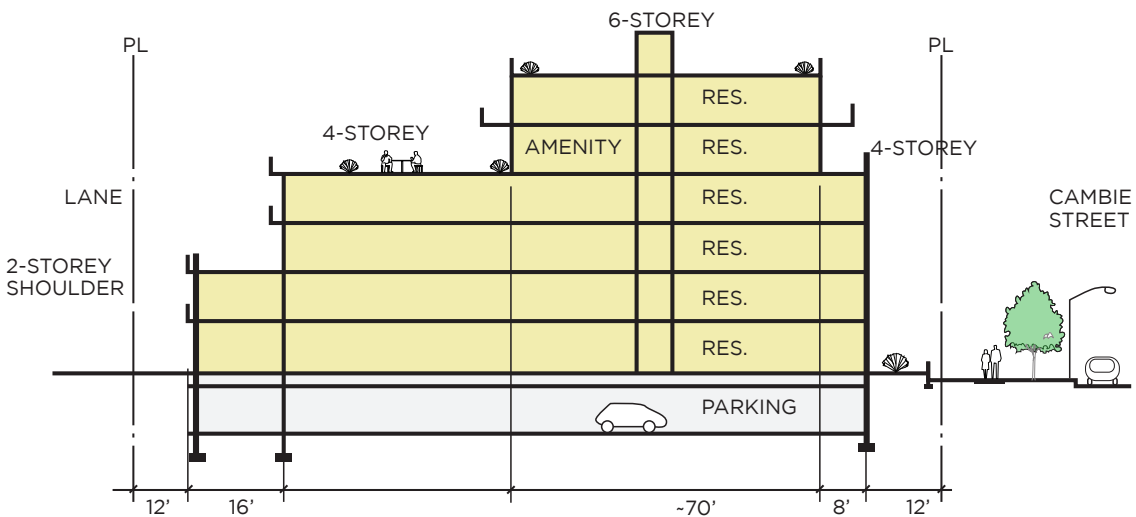 6-STOREY
PL
PL
RES.
4-STOREY
AMENITY
RES.
4-STOREY
LANE
RES.
CAMBIE
STREET
RES.
2-STOREY
SHOULDER
RES.
RES.
PARKING
12’
16’
~70’
8’
12’